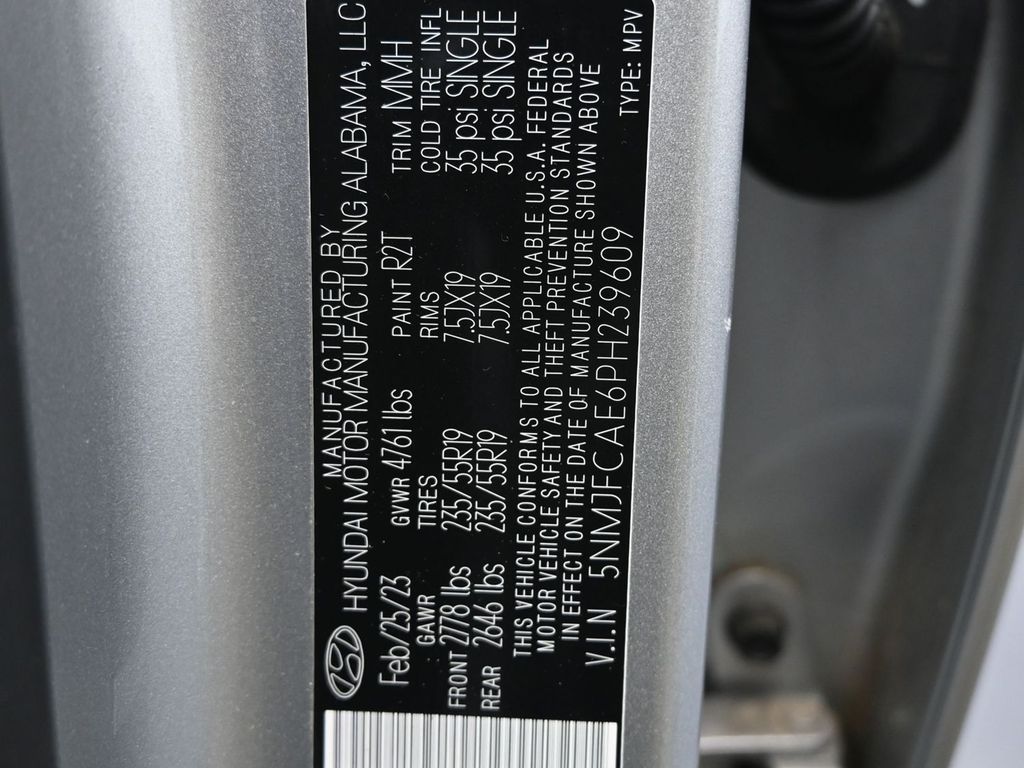 MANUFACTURED BY
HYUNDAI MOTOR MANUFACTURING ALABAMA, LLC
Feb/25/23 GVWR 4761 lbs PAINT R2T TRIM MMH
GAWR TIRES RIMS COLD TIRE INFL
FRONT 2778 lbs 235/55R19 7.5JX19 35 psi SINGLE
REAR 2646 lbs 235/55R19 7.5JX19 35 psi SINGLE
THIS VEHICLE CONFORMS TO ALL APPLICABLE U.S.A. FEDERAL
MOTOR VEHICLE SAFETY AND THEFT PREVENTION STANDARDS
IN EFFECT ON THE DATE OF MANUFACTURE SHOWN ABOVE
V.I.N 5NMJFCAE6PH239609 TYPE: MPV